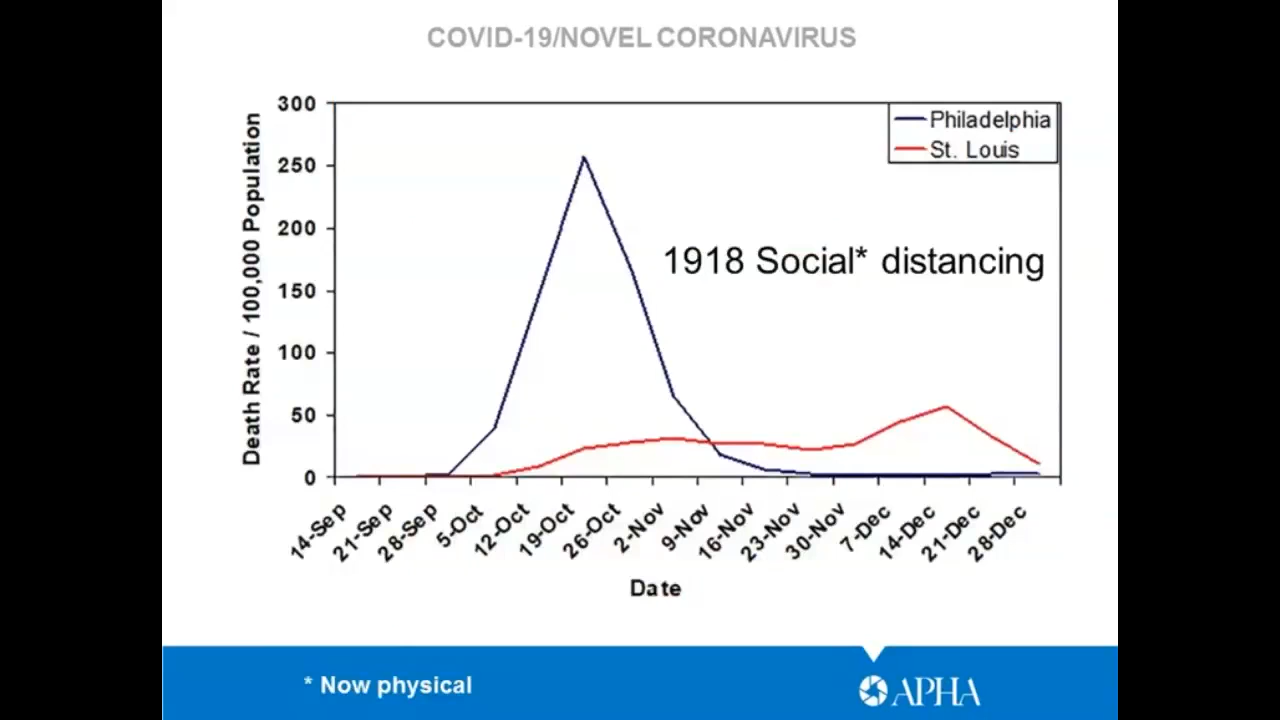 COVID-19/NOVEL CORONAVIRUS
Death Rate / 100,000 Population
300
250
200
150
100
50
0
Philadelphia
St. Louis
1918 Social* distancing
14-Sep
21-Sep
28-Sep
5-Oct
12-Oct
19-Oct
26-Oct
2-Nov
9-Nov
16-Nov
23-Nov
30-Nov
7-Dec
14-Dec
21-Dec
28-Dec
Date
* Now physical
APHA